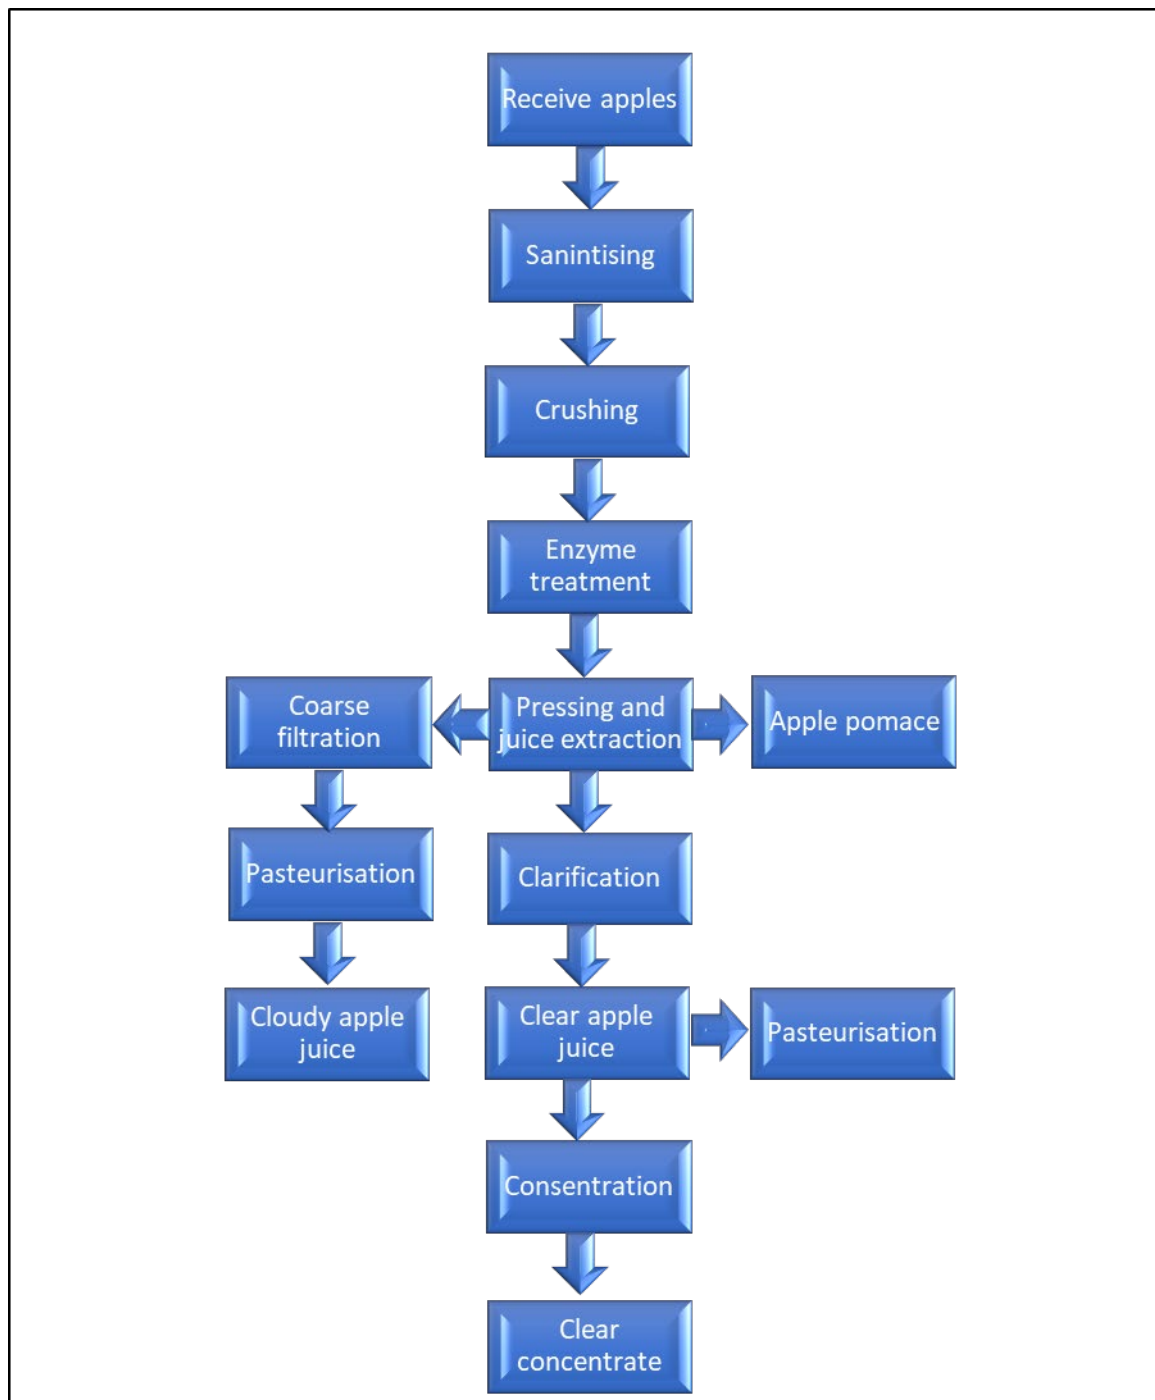 Receive apples
Sanintising
Crushing
Enzyme
treatment
Coarse
filtration
Pressing and
juice extraction
Apple pomace
Pasteurisation
Clarification
Cloudy apple
juice
Clear apple
juice
Pasteurisation
Consentration
Clear
concentrate